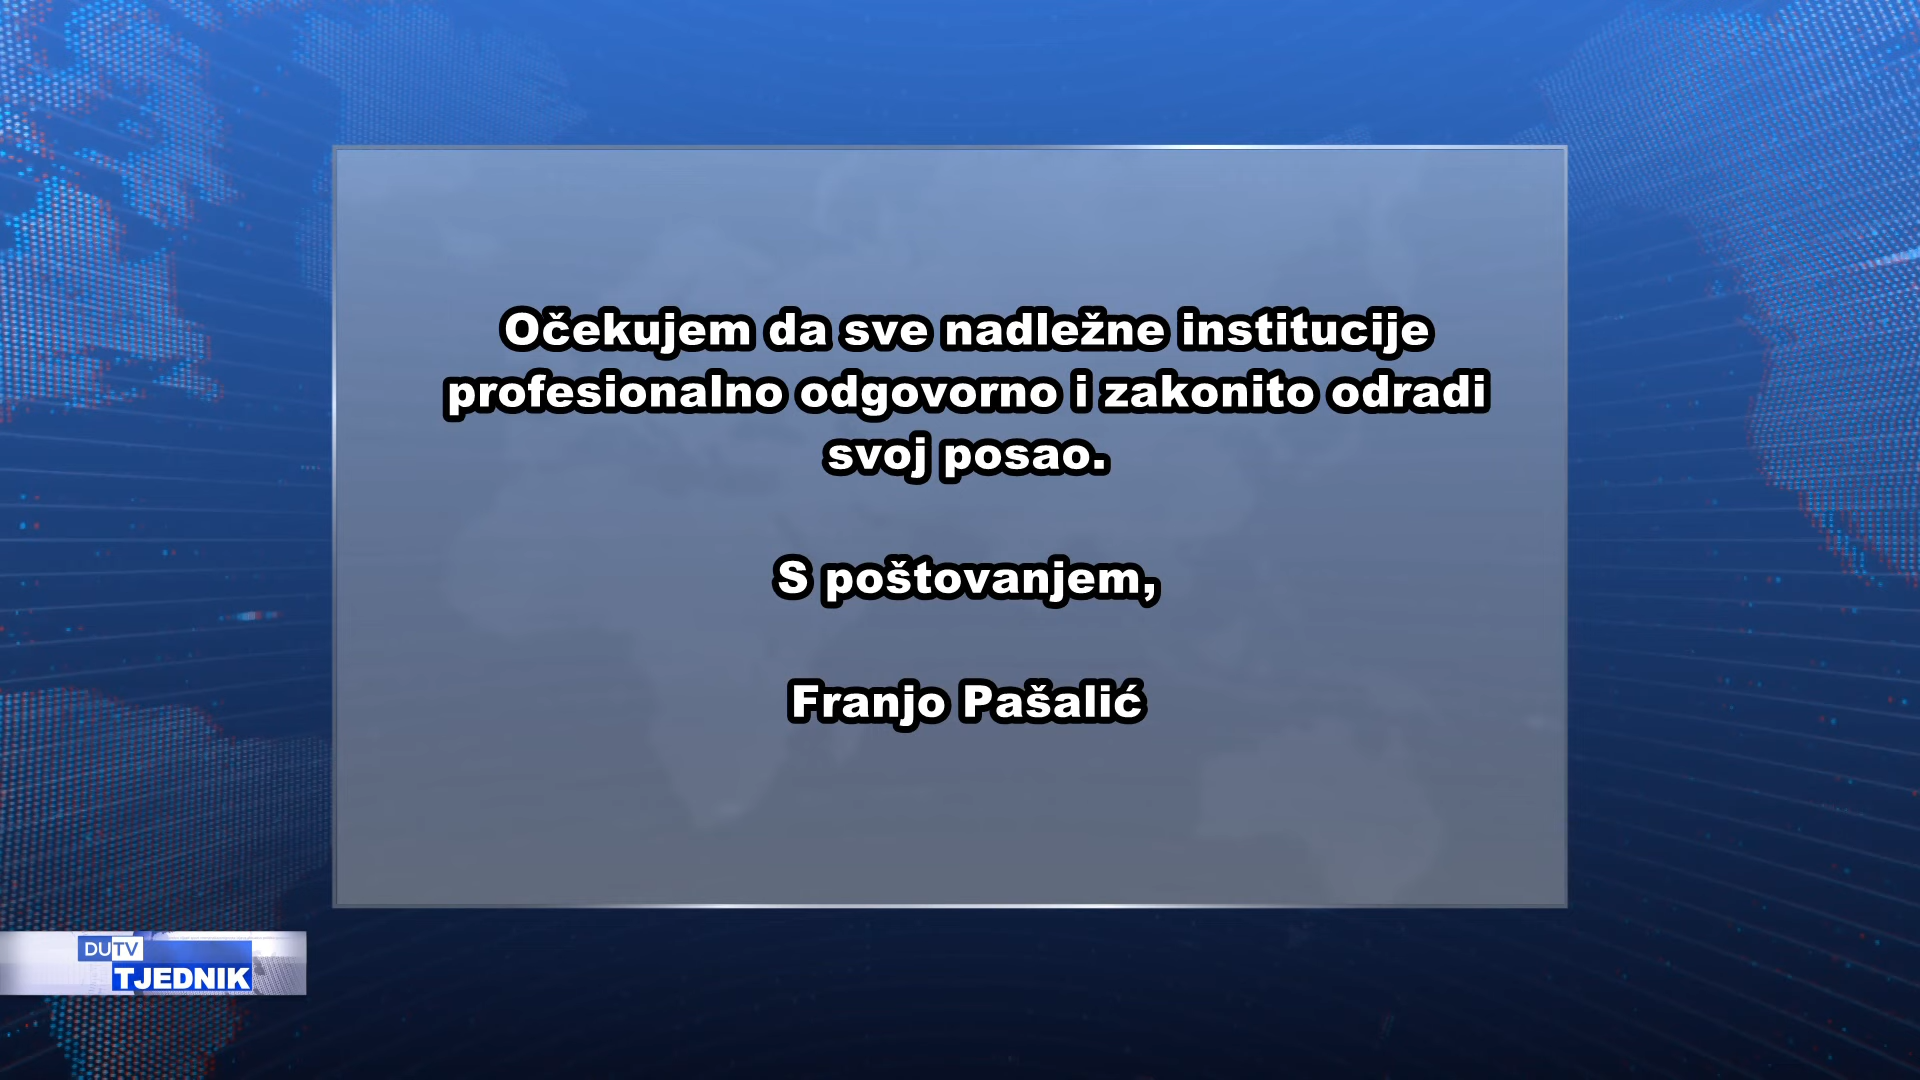 Očekujem da sve nadležne institucije
profesionalno odgovorno i zakonito odradi
svoj posao.
S poštovanjem,
Franjo Pašalić
DUTV
TJEDNIK